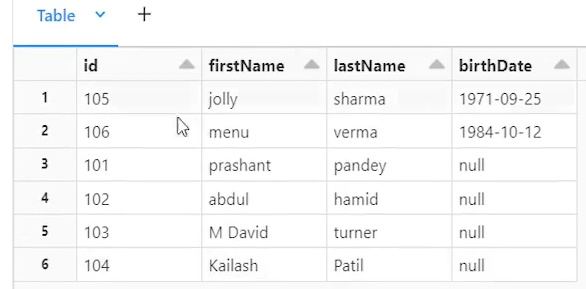 Table +
id firstName lastName birthDate
1 105 jolly sharma 1971-09-25
2 106 menu verma 1984-10-12
3 101 prashant pandey null
4 102 abdul hamid null
5 103 M David turner null
6 104 Kailash Patil null